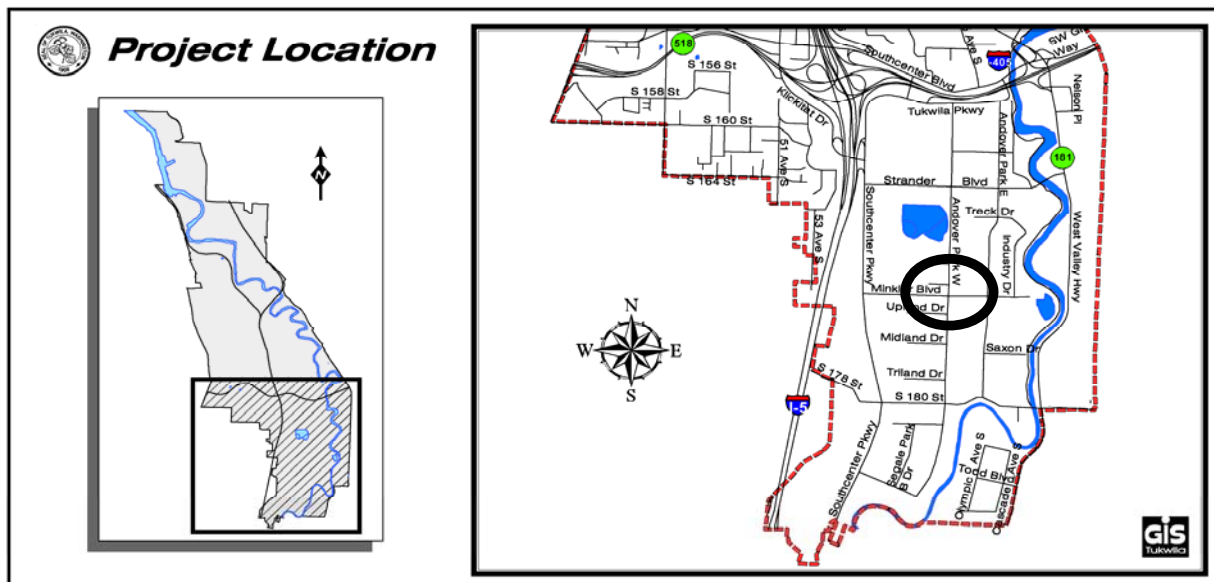 Project Location
518
S 156 St
S 158 St
S 160 St
S 164 St
Klickitat Dr
51 Ave S
53 Ave S
Southcenter Blvd
Tukwila Pkwy
I-405
SW Gr
Way
Nelson Pl
181
Strander Blvd
Andover Park E
Andover Park W
Southcenter Pkwy
Treck Dr
Industry Dr
West Valley Hwy
Minkler Blvd
Upland Dr
Midland Dr
Saxon Dr
Triland Dr
S 178 St
S 180 St
I-5
N
W
E
S
Southcenter Pkwy
Segale Park
B Dr
Olympic Ave S
Todd Blvd
Cascade Ave S
GIS
Tukwila